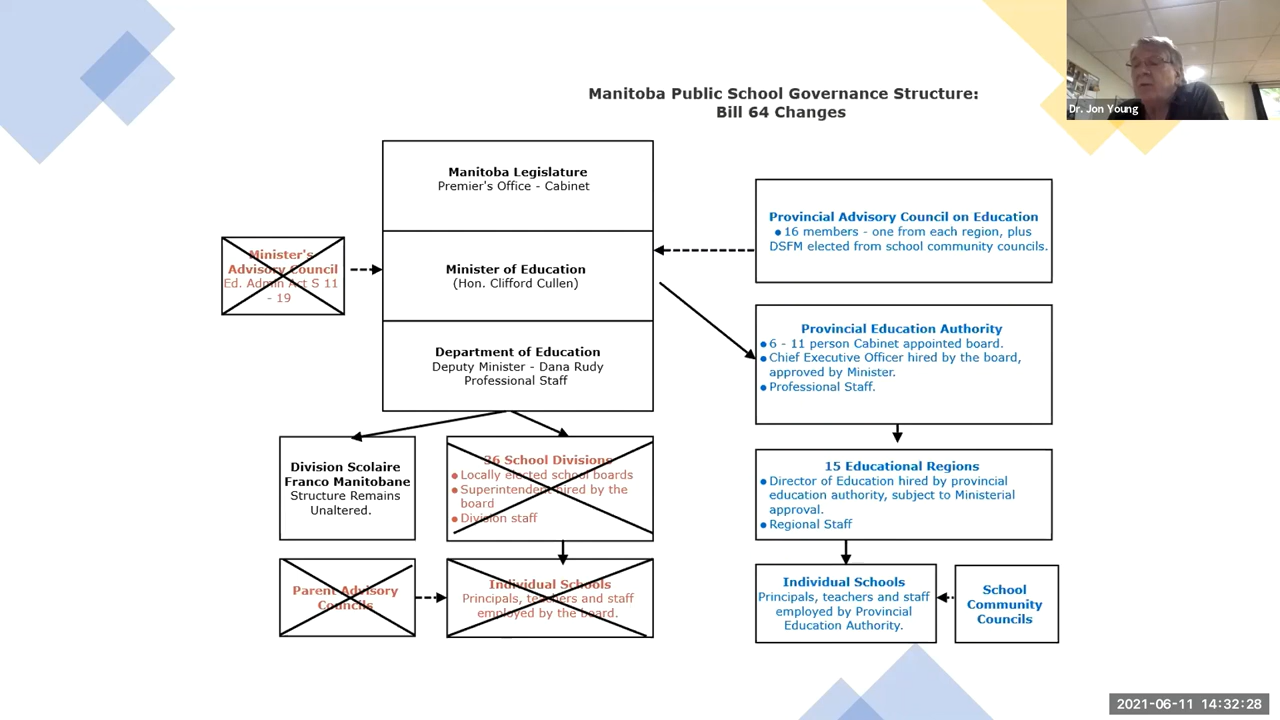 Manitoba Public School Governance Structure:
Bill 64 Changes
Dr. Jon Young
Manitoba Legislature
Premier's Office - Cabinet
Minister's
Advisory Council
Ed. Admin Act S 11
- 19
Minister of Education
(Hon. Clifford Cullen)
Provincial Advisory Council on Education
● 16 members - one from each region, plus
DSFM elected from school community councils.
Department of Education
Deputy Minister - Dana Rudy
Professional Staff
Provincial Education Authority
● 6 - 11 person Cabinet appointed board.
● Chief Executive Officer hired by the board,
approved by Minister.
● Professional Staff.
Division Scolaire
Franco Manitobane
Structure Remains
Unaltered.
36 School Divisions
● Locally elected school boards
● Superintendent hired by the
board
● Division staff
15 Educational Regions
● Director of Education hired by provincial
education authority, subject to Ministerial
approval.
● Regional Staff
Parent Advisory
Councils
Individual Schools
Principals, teachers and staff
employed by the board.
Individual Schools
Principals, teachers and staff
employed by Provincial
Education Authority.
School
Community
Councils
2021-06-11 14:32:28